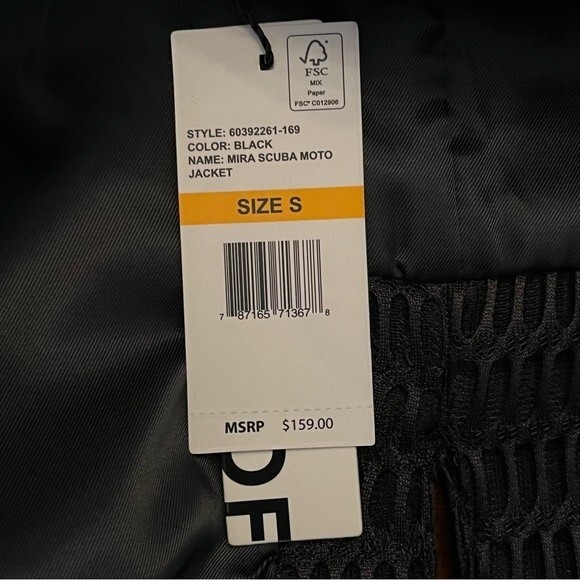 FSC
MIX
Paper
FSC® C012906
STYLE: 60392261-169
COLOR: BLACK
NAME: MIRA SCUBA MOTO
JACKET
SIZE S
7 87165 71367 8
MSRP $159.00
OF